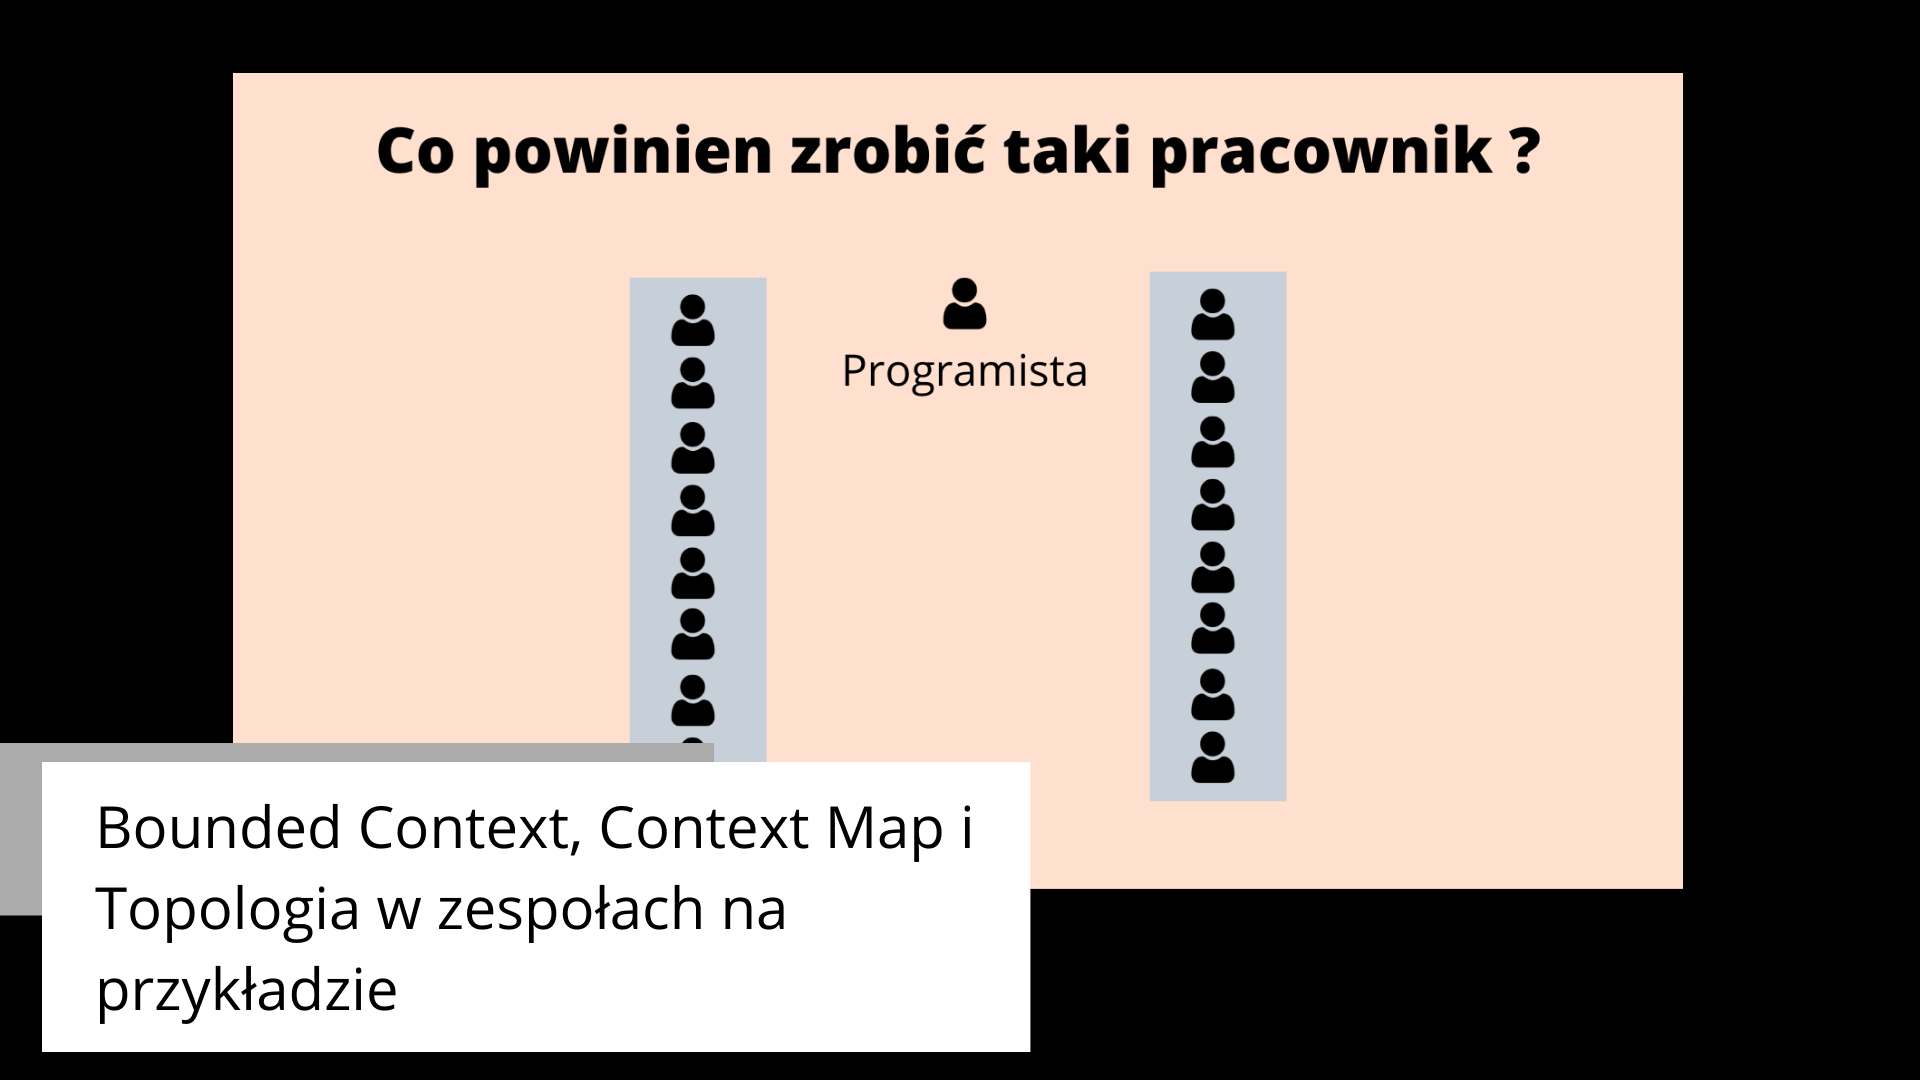 Co powinien zrobić taki pracownik ?
Programista
Bounded Context, Context Map i
Topologia w zespołach na
przykładzie